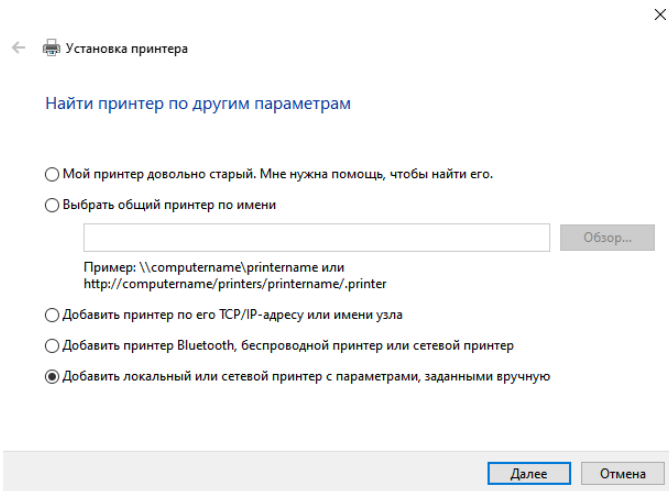 Установка принтера
Найти принтер по другим параметрам
Мой принтер довольно старый. Мне нужна помощь, чтобы найти его.
Выбрать общий принтер по имени
Обзор...
Пример: \\computername\printername или
http://computername/printers/printername/.printer
Добавить принтер по его TCP/IP-адресу или имени узла
Добавить принтер Bluetooth, беспроводной принтер или сетевой принтер
Добавить локальный или сетевой принтер с параметрами, заданными вручную
Далее
Отмена